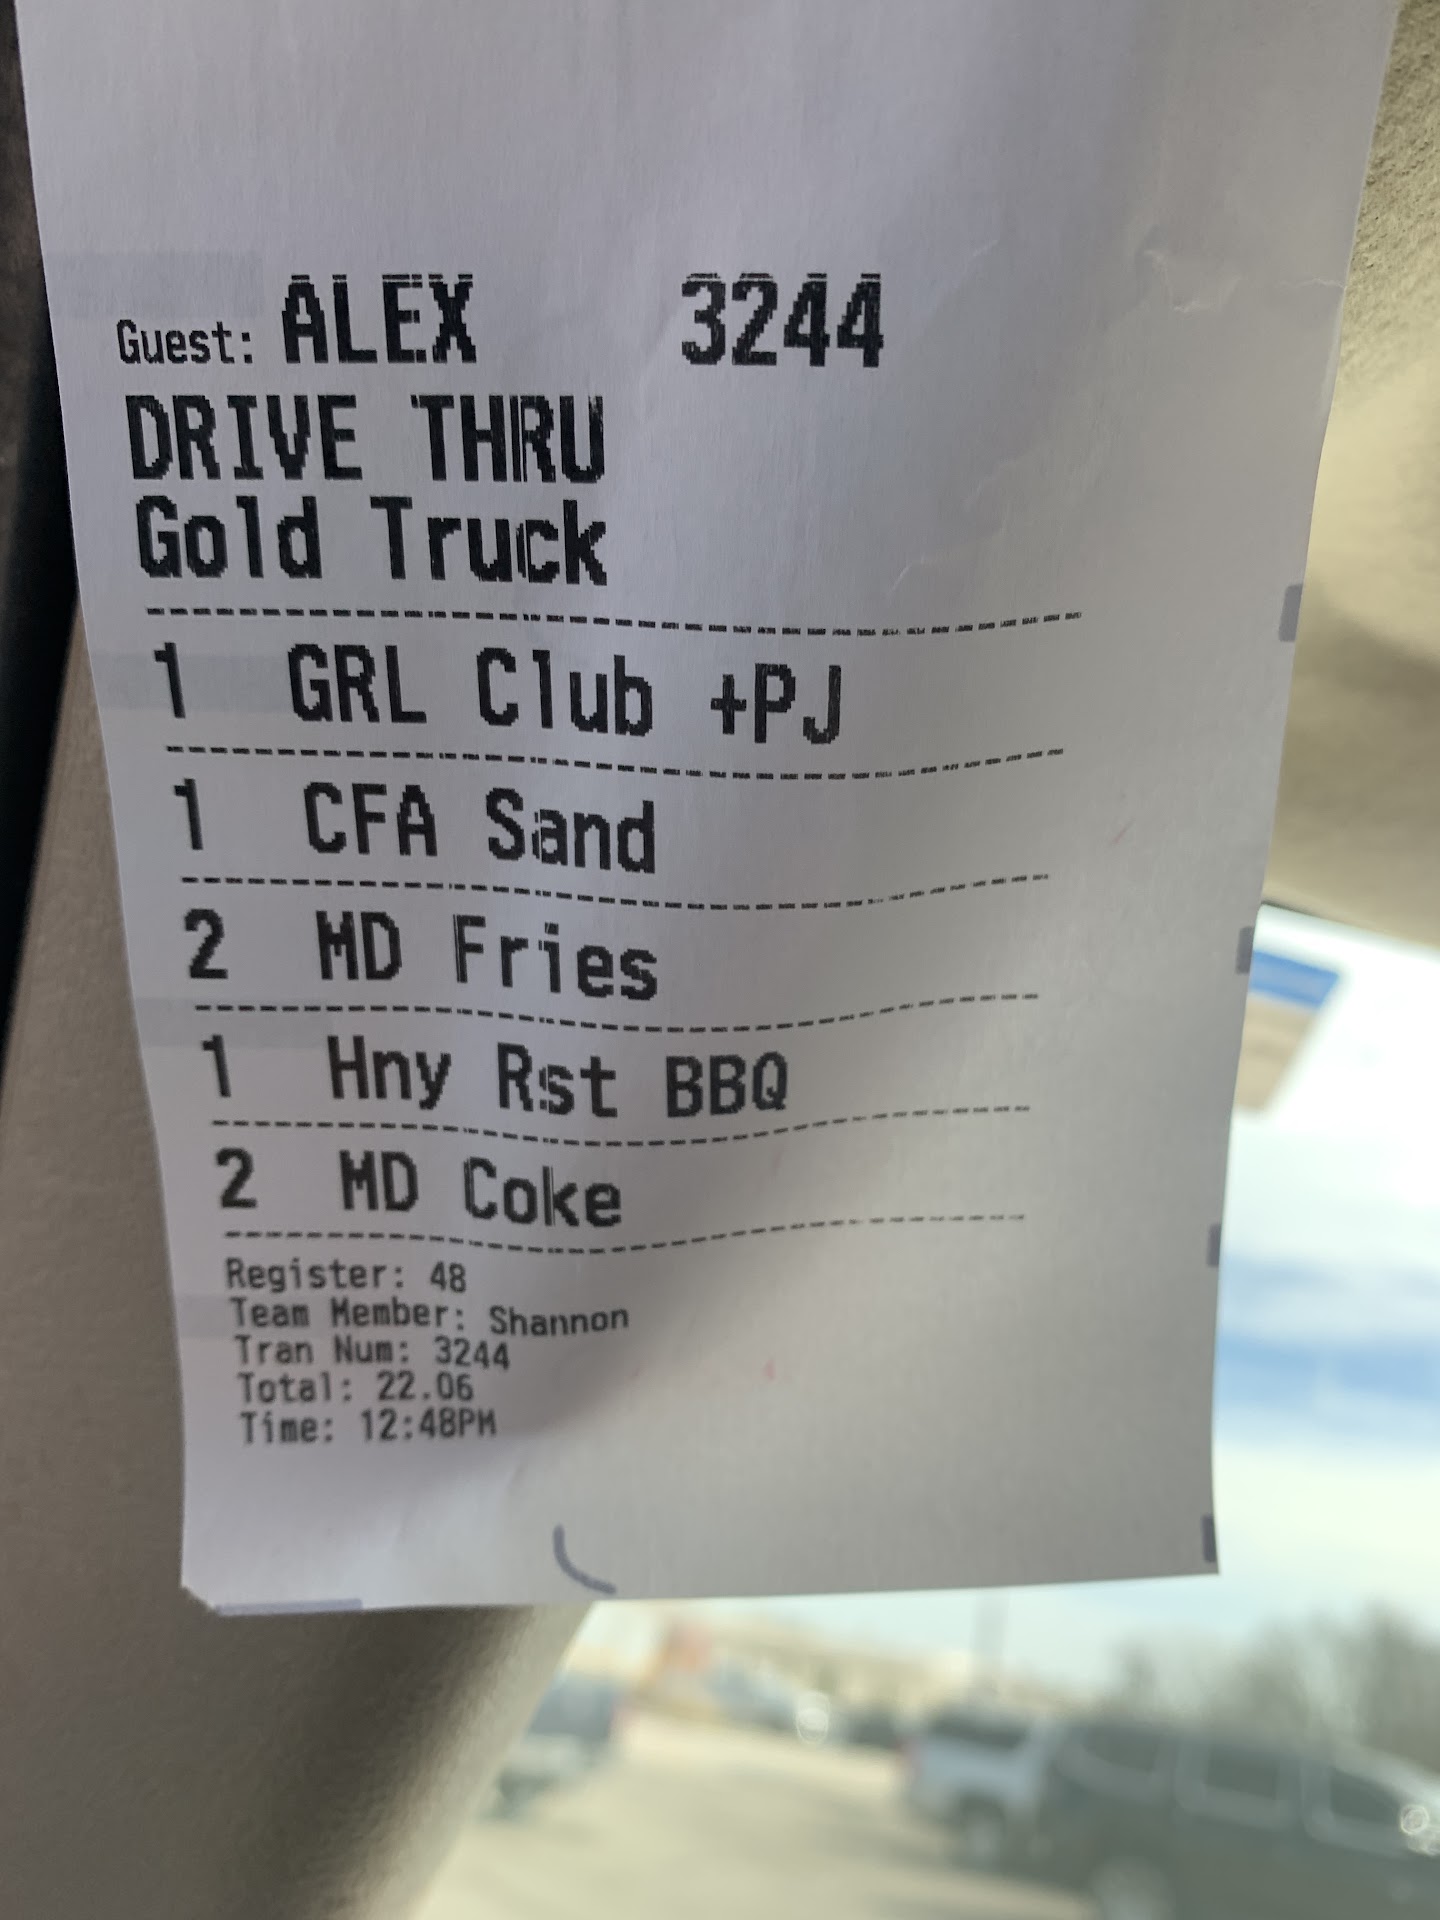 Guest: ALEX 3244
DRIVE THRU
Gold Truck
1 GRL Club +PJ
1 CFA Sand
2 MD Fries
1 Hny Rst BBQ
2 MD Coke
Register: 48
Team Member: Shannon
Tran Num: 3244
Total: 22.06
Time: 12:48PM